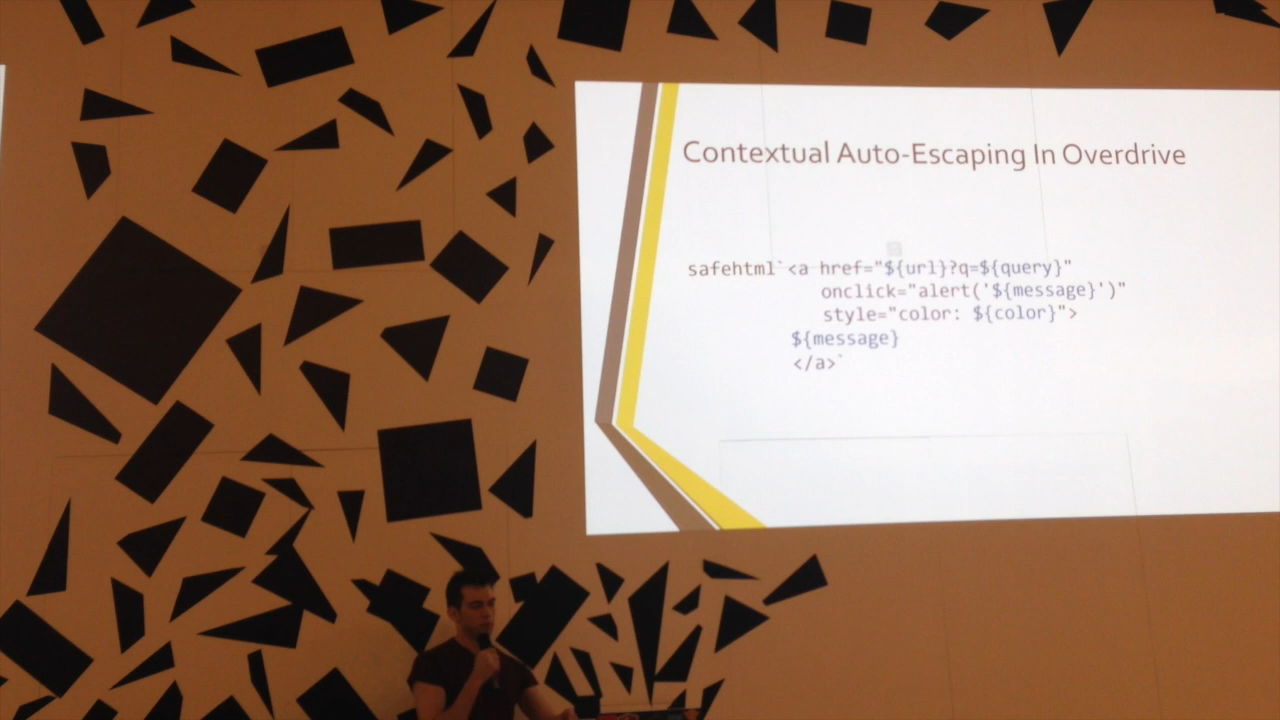 Contextual Auto-Escaping In Overdrive
safehtml`<a href="${url}?q=${query}"
onclick="alert('${message}')"
style="color: ${color}">
${message}
</a>`